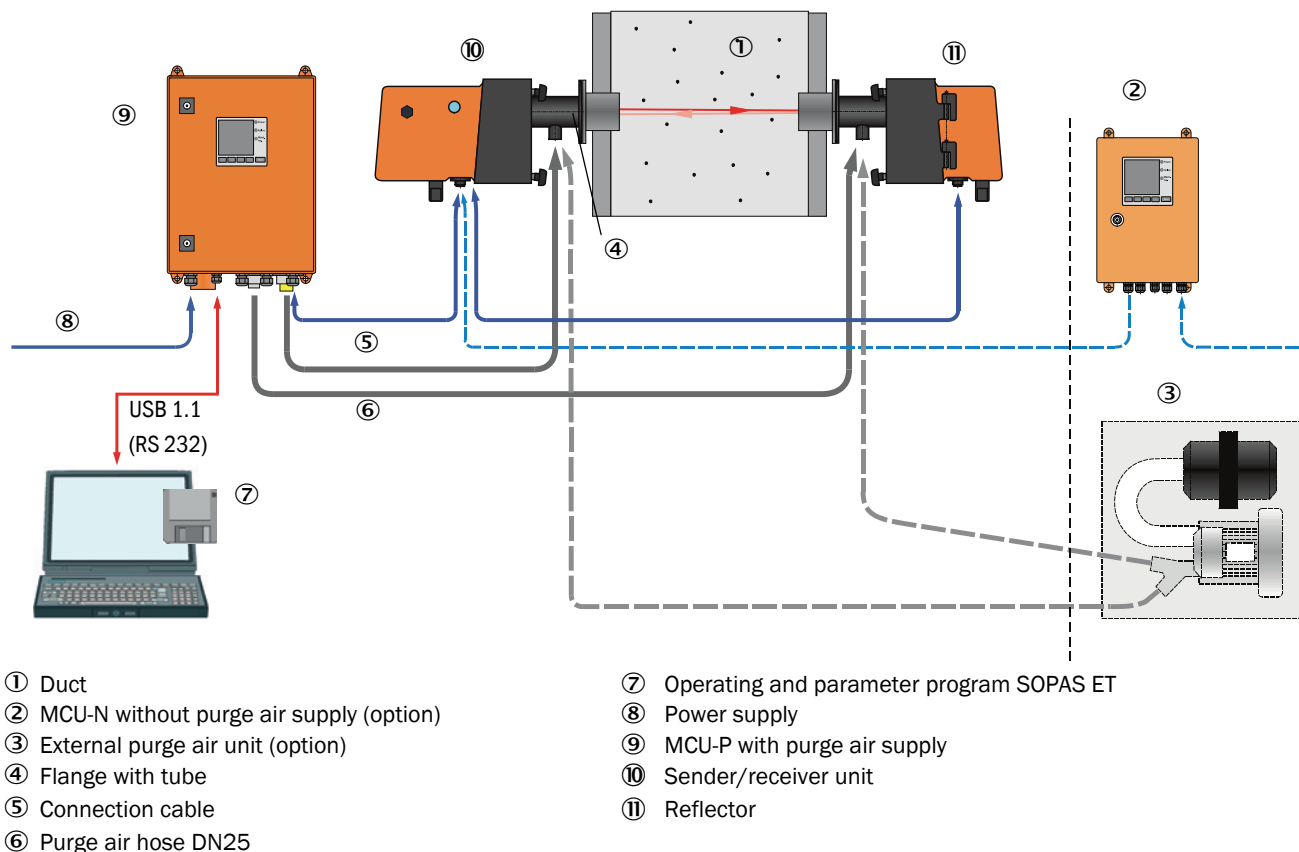 ⑩
①
⑪
②
⑨
④
⑧
⑤
③
⑥
USB 1.1
(RS 232)
⑦
① Duct
② MCU-N without purge air supply (option)
③ External purge air unit (option)
④ Flange with tube
⑤ Connection cable
⑥ Purge air hose DN25
⑦ Operating and parameter program SOPAS ET
⑧ Power supply
⑨ MCU-P with purge air supply
⑩ Sender/receiver unit
⑪ Reflector